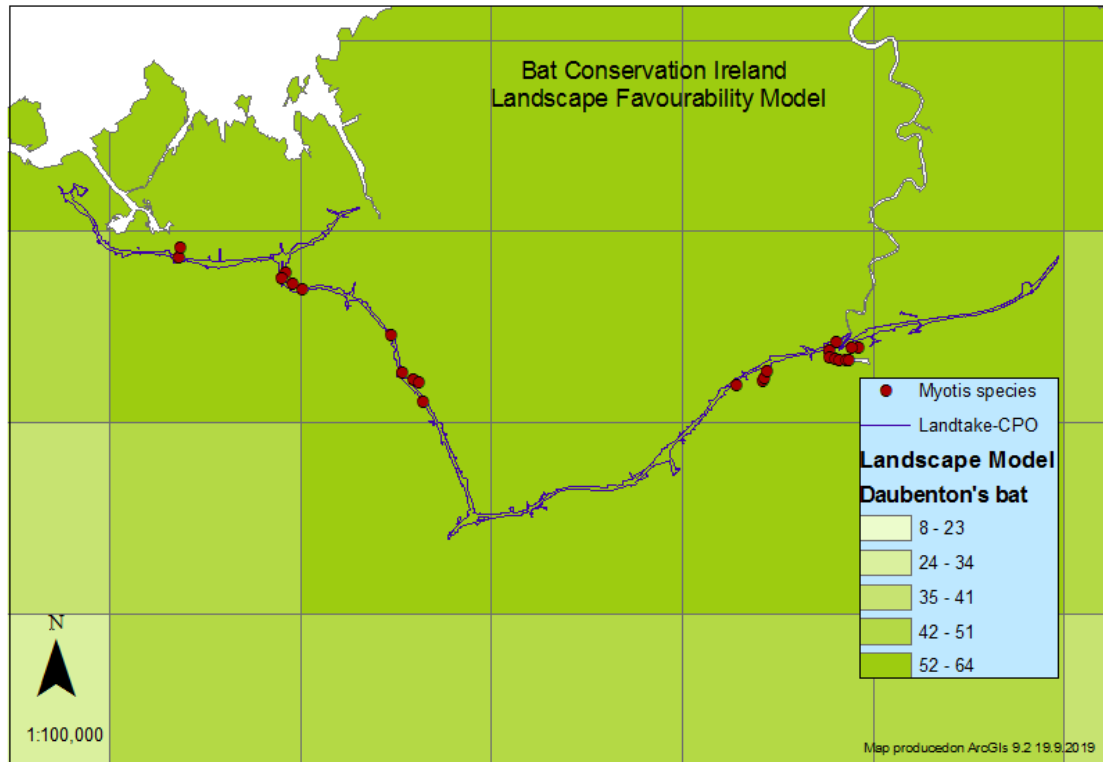 Bat Conservation Ireland
Landscape Favourability Model
Myotis species
Landtake-CPO
Landscape Model
Daubenton's bat
8 - 23
24 - 34
35 - 41
42 - 51
52 - 64
N
1:100,000
Map producedon ArcGIs 9.2 19.9.2019